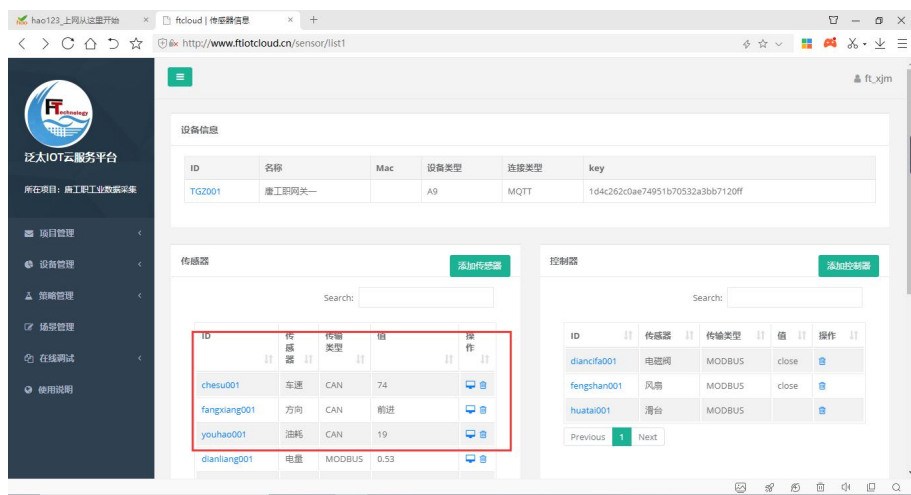 hao123_上网从这里开始
ftcloud | 传感器信息
http://www.ftiotcloud.cn/sensor/list1
FTechnology
泛太IOT云服务平台
所在项目：唐工职工业数据采集
项目管理
设备管理
策略管理
场景管理
在线调试
使用说明
ft_xjm
设备信息
ID 名称 Mac 设备类型 连接类型 key
TGZ001 唐工职网关一 A9 MQTT 1d4c262c0ae74951b70532a3bb7120ff
传感器 添加传感器
Search:
ID 传感器 传输类型 值 操作
chesu001 车速 CAN 74
fangxiang001 方向 CAN 前进
youhao001 油耗 CAN 19
dianliang001 电量 MODBUS 0.53
控制器 添加控制器
Search:
ID 传感器 传输类型 值 操作
diancifa001 电磁阀 MODBUS close
fengshan001 风扇 MODBUS close
huatai001 滑台 MODBUS
Previous 1 Next